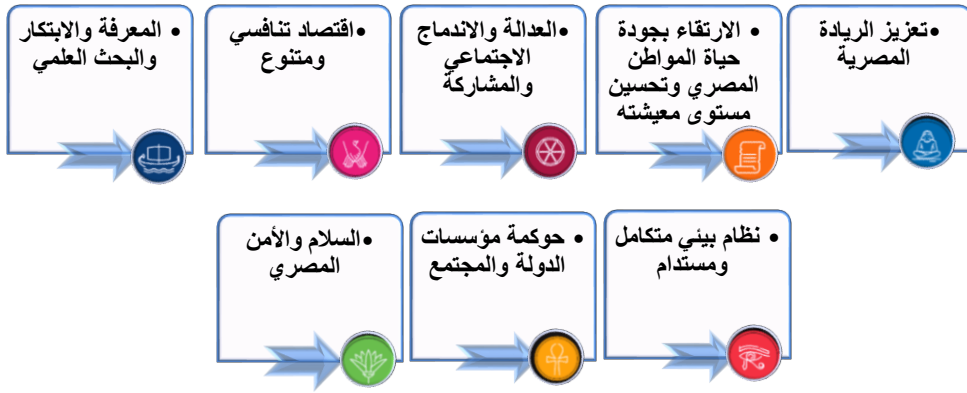 •تعزيز الريادة
المصرية
• الارتقاء بجودة
حياة المواطن
المصري وتحسين
مستوى معيشته
•العدالة والاندماج
الاجتماعي
والمشاركة
•اقتصاد تنافسي
ومتنوع
• المعرفة والابتكار
والبحث العلمي
• نظام بيئي متكامل
ومستدام
• حوكمة مؤسسات
الدولة والمجتمع
•السلام والأمن
المصري